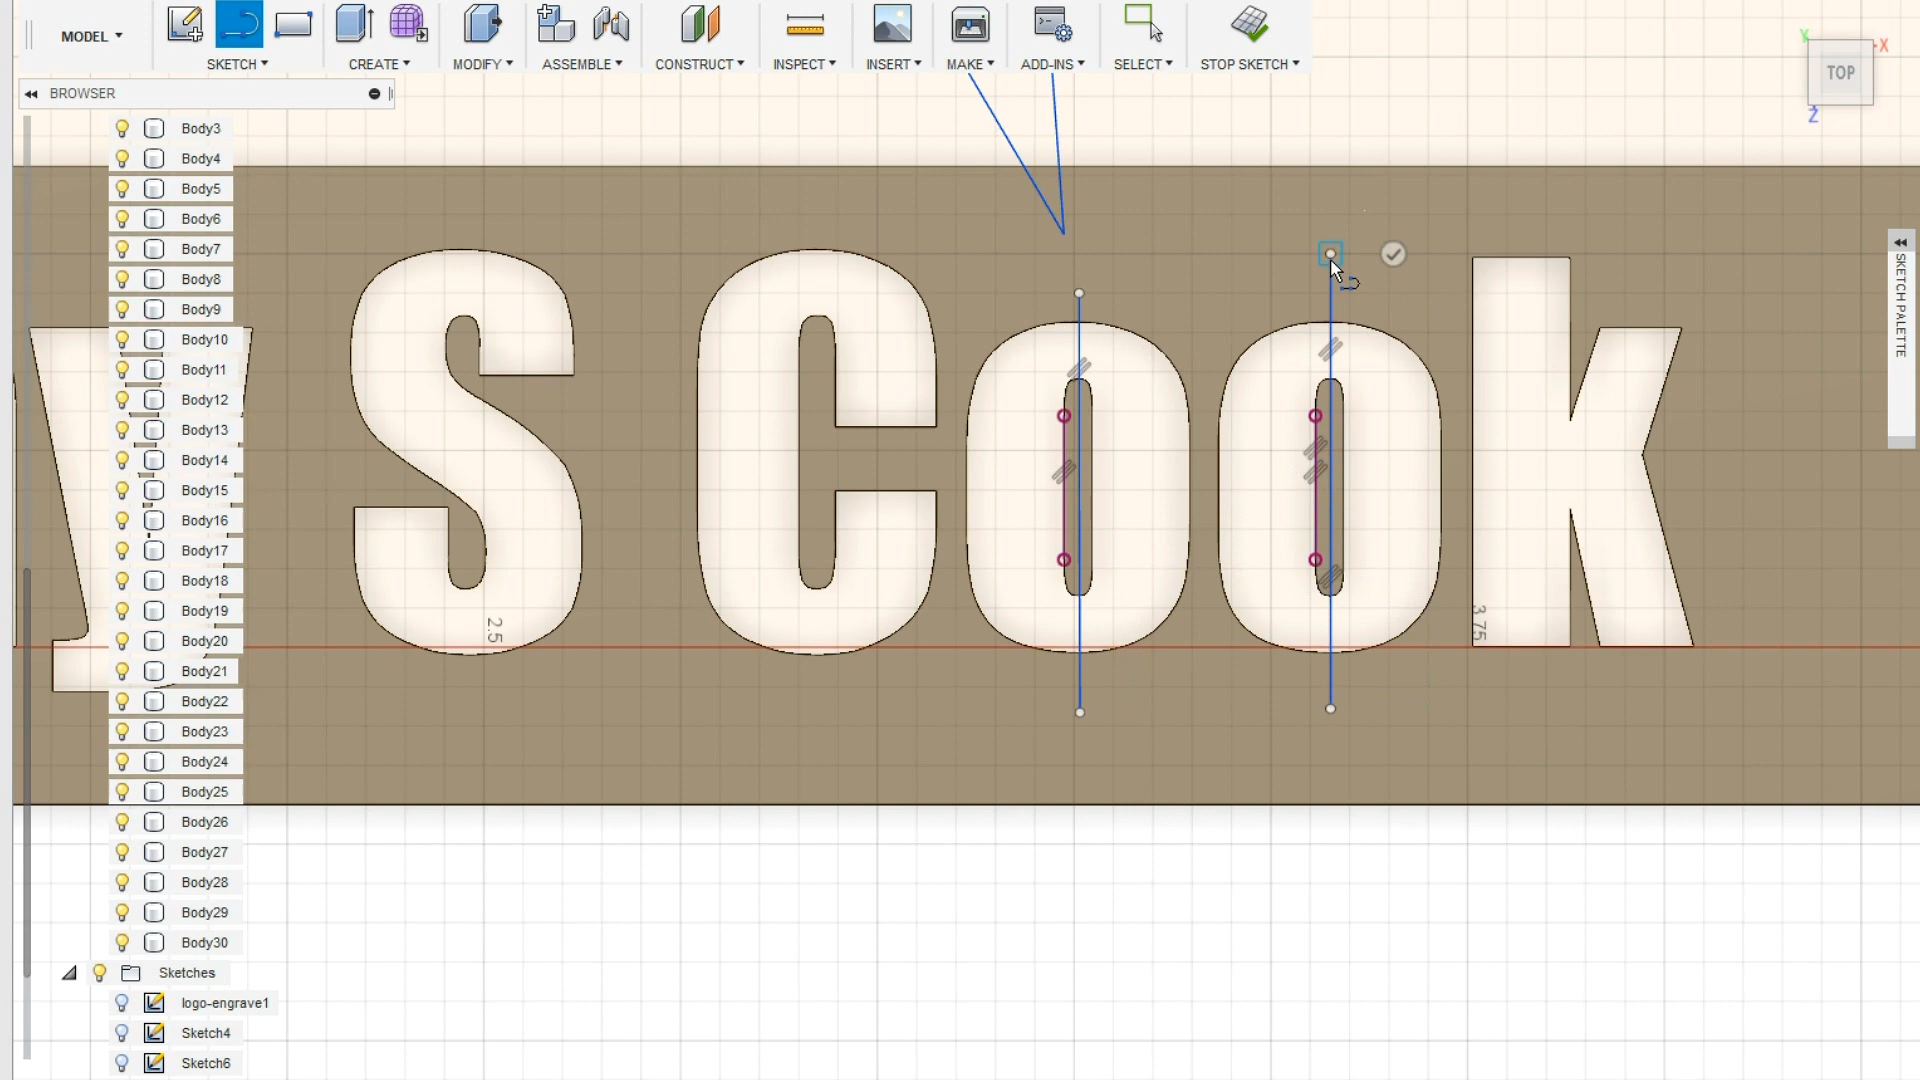 MODEL
SKETCH
CREATE
MODIFY
ASSEMBLE
CONSTRUCT
INSPECT
INSERT
MAKE
ADD-INS
SELECT
STOP SKETCH
BROWSER
Y
X
TOP
Z
SKETCH PALETTE
Body3
Body4
Body5
Body6
Body7
Body8
Body9
Body10
Body11
Body12
Body13
Body14
Body15
Body16
Body17
Body18
Body19
Body20
Body21
Body22
Body23
Body24
Body25
Body26
Body27
Body28
Body29
Body30
Sketches
logo-engrave1
Sketch4
Sketch6
y S Cook
2.5
3.75